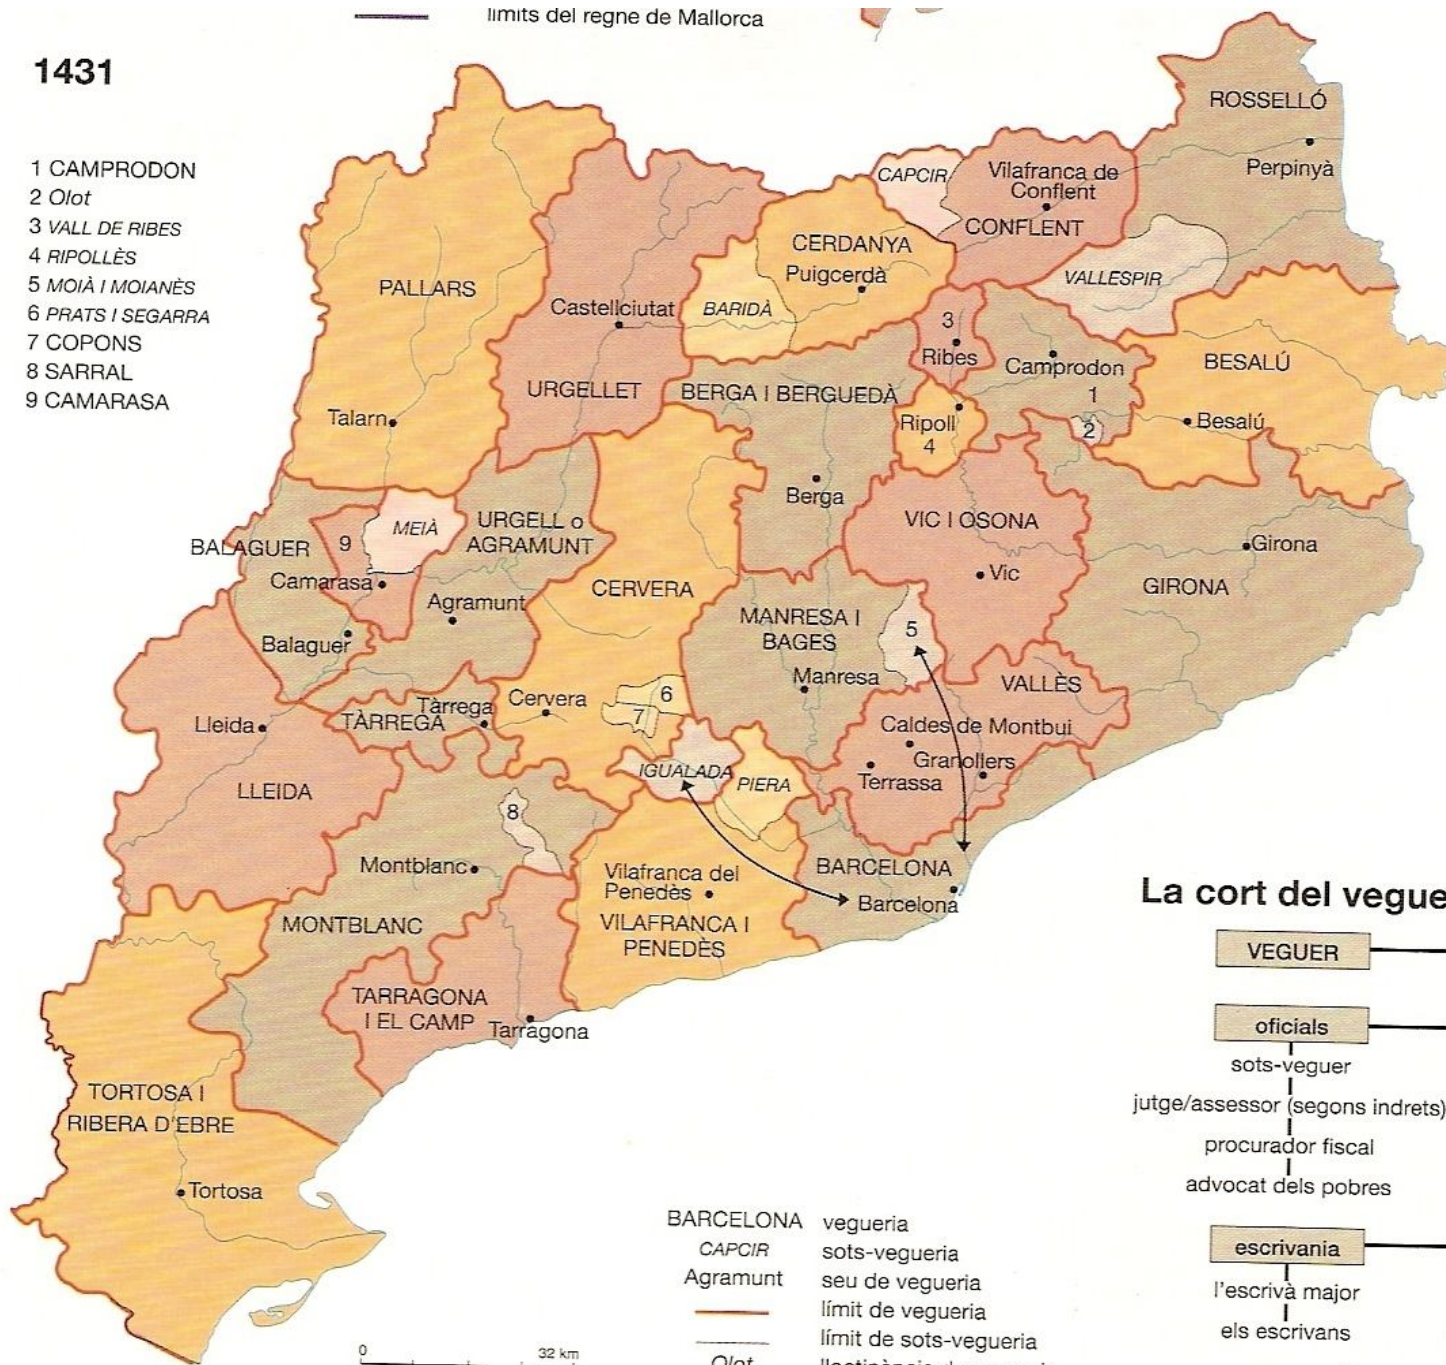 límits del regne de Mallorca
1431
1 CAMPRODON
2 Olot
3 VALL DE RIBES
4 RIPOLLÈS
5 MOIÀ I MOIANÈS
6 PRATS I SEGARRA
7 COPONS
8 SARRAL
9 CAMARASA
ROSSELLÓ
Perpinyà
CAPCIR
Vilafranca de
Conflent
CONFLENT
VALLESPIR
CERDANYA
Puigcerdà
BARIDÀ
PALLARS
Talarn
Castellciutat
URGELLET
3
Ribes
Camprodon
1
2
BESALÚ
Besalú
BERGA I BERGUEDÀ
Berga
Ripoll
4
MEIÀ
URGELL o
AGRAMUNT
Agramunt
BALAGUER
9
Camarasa
Balaguer
CERVERA
Cervera
VIC I OSONA
Vic
Girona
GIRONA
MANRESA I
BAGES
Manresa
5
6
7
VALLÈS
Caldes de Montbui
Granollers
Terrassa
Lleida
LLEIDA
Tàrrega
TÀRREGA
IGUALADA
PIERA
8
Montblanc
MONTBLANC
Vilafranca del
Penedès
VILAFRANCA I
PENEDÈS
BARCELONA
Barcelona
TARRAGONA
I EL CAMP
Tarragona
TORTOSA I
RIBERA D'EBRE
Tortosa
La cort del vegue
VEGUER
oficials
sots-veguer
jutge/assessor (segons indrets)
procurador fiscal
advocat dels pobres
escrivania
l'escrivà major
els escrivans
BARCELONA vegueria
CAPCIR sots-vegueria
Agramunt seu de vegueria
límit de vegueria
límit de sots-vegueria
Olot
0 32 km